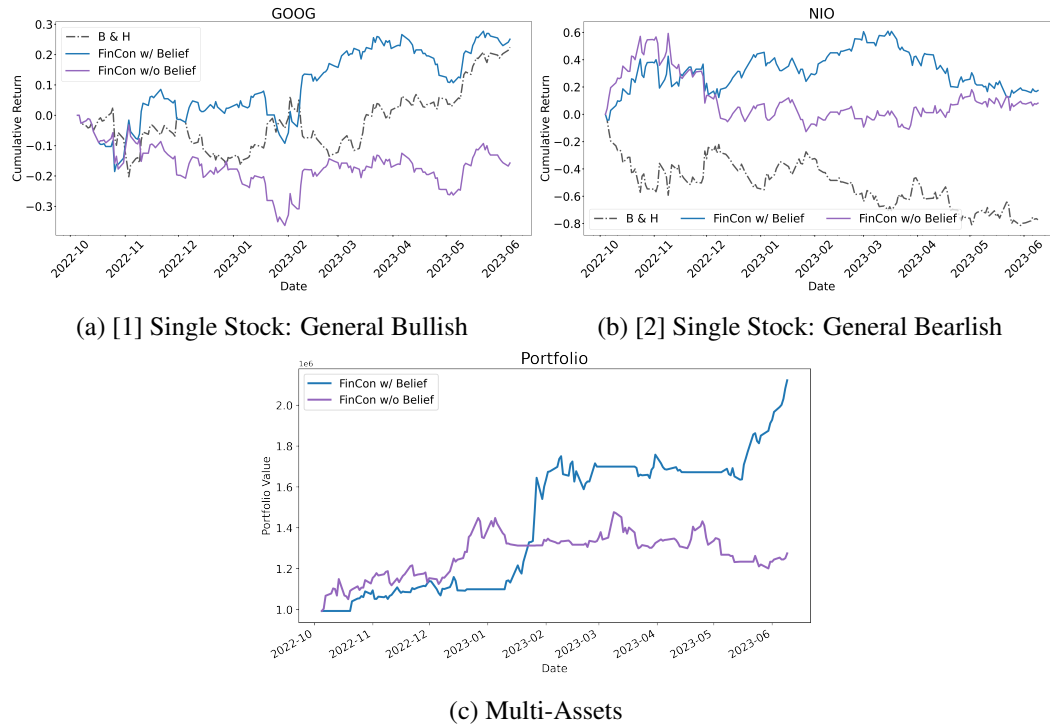 GOOG
0.3
0.2
0.1
0.0
−0.1
−0.2
−0.3
Cumulative Return
B & H
FinCon w/ Belief
FinCon w/o Belief
2022-10
2022-11
2022-12
2023-01
2023-02
2023-03
2023-04
2023-05
2023-06
Date
(a) [1] Single Stock: General Bullish
NIO
0.6
0.4
0.2
0.0
−0.2
−0.4
−0.6
−0.8
Cumulative Return
B & H FinCon w/ Belief FinCon w/o Belief
2022-10
2022-11
2022-12
2023-01
2023-02
2023-03
2023-04
2023-05
2023-06
Date
(b) [2] Single Stock: General Bearlish
Portfolio
1e6
2.0
1.8
1.6
1.4
1.2
1.0
Portfolio Value
FinCon w/ Belief
FinCon w/o Belief
2022-10
2022-11
2022-12
2023-01
2023-02
2023-03
2023-04
2023-05
2023-06
Date
(c) Multi-Assets